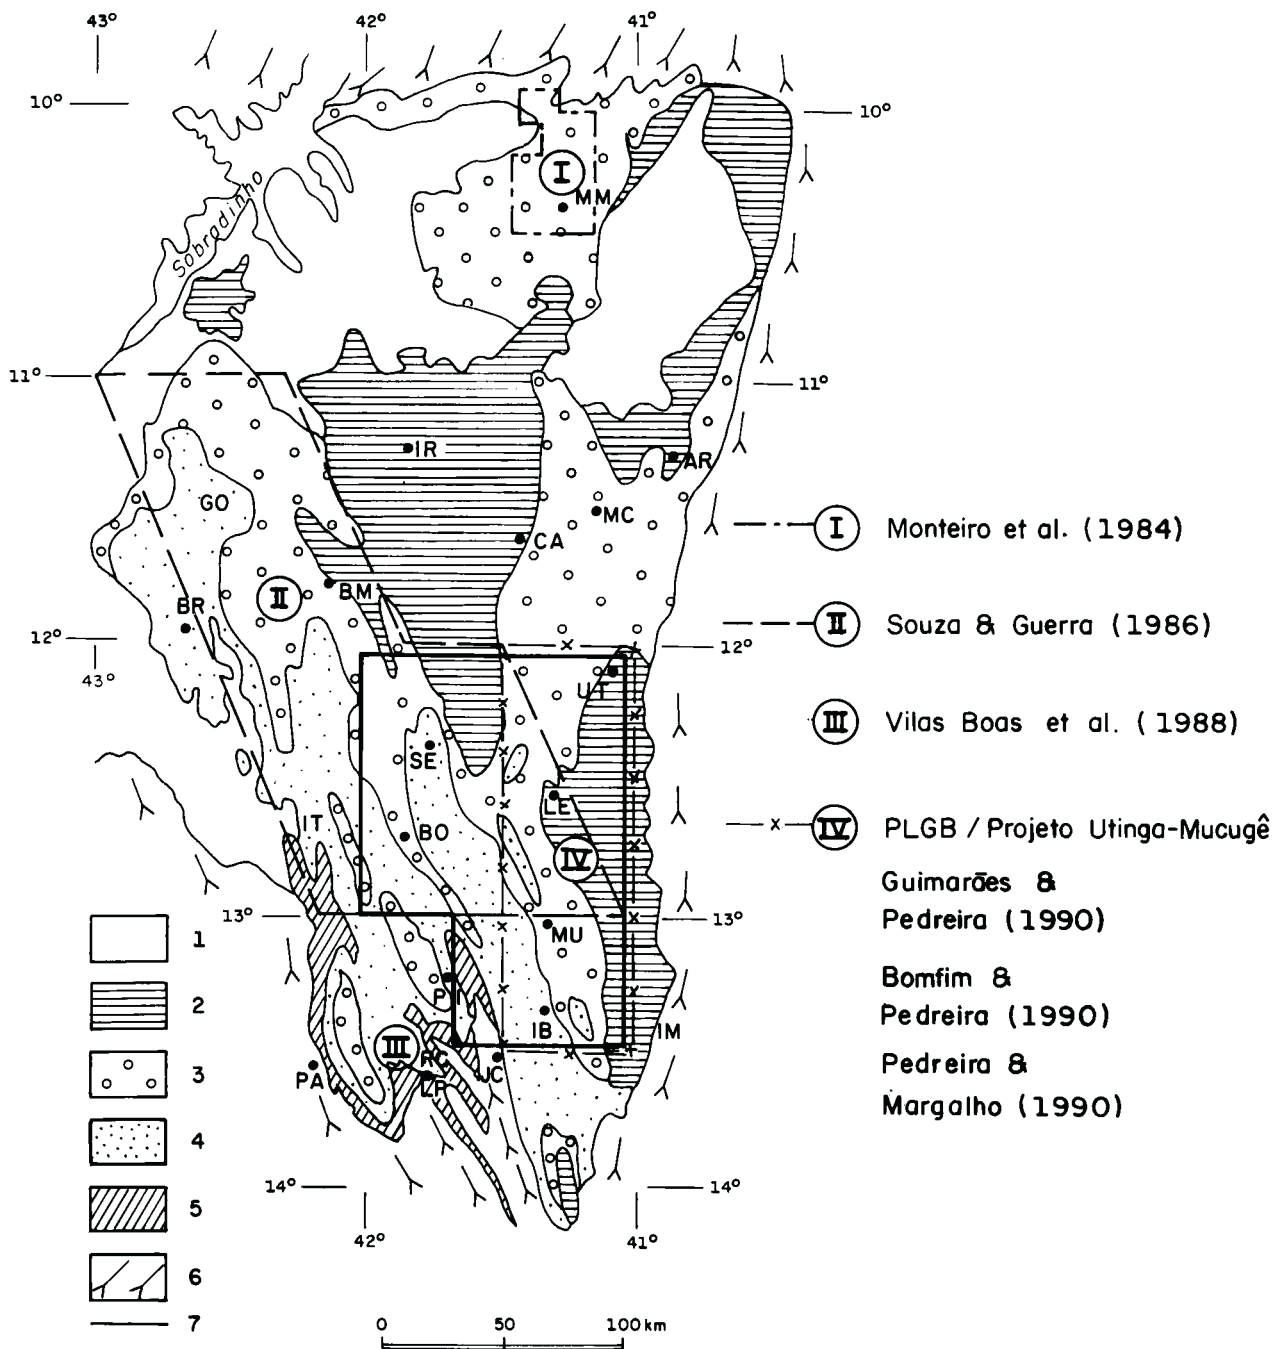 43°
42°
41°
10°
10°
Sobradinho
I
MM
11°
11°
IR
AR
GO
MC
CA
II
BM
BR
12°
12°
43°
UT
SE
LE
IT
BO
IV
13°
13°
MU
IB
IM
III
RC
PA
LP
JC
14°
14°
42°
41°
I Monteiro et al. (1984)
II Souza & Guerra (1986)
III Vilas Boas et al. (1988)
x IV PLGB / Projeto Utinga-Mucugê
Guimarães &
Pedreira (1990)
Bomfim &
Pedreira (1990)
Pedreira &
Margalho (1990)
1
2
3
4
5
6
7
0 50 100 km